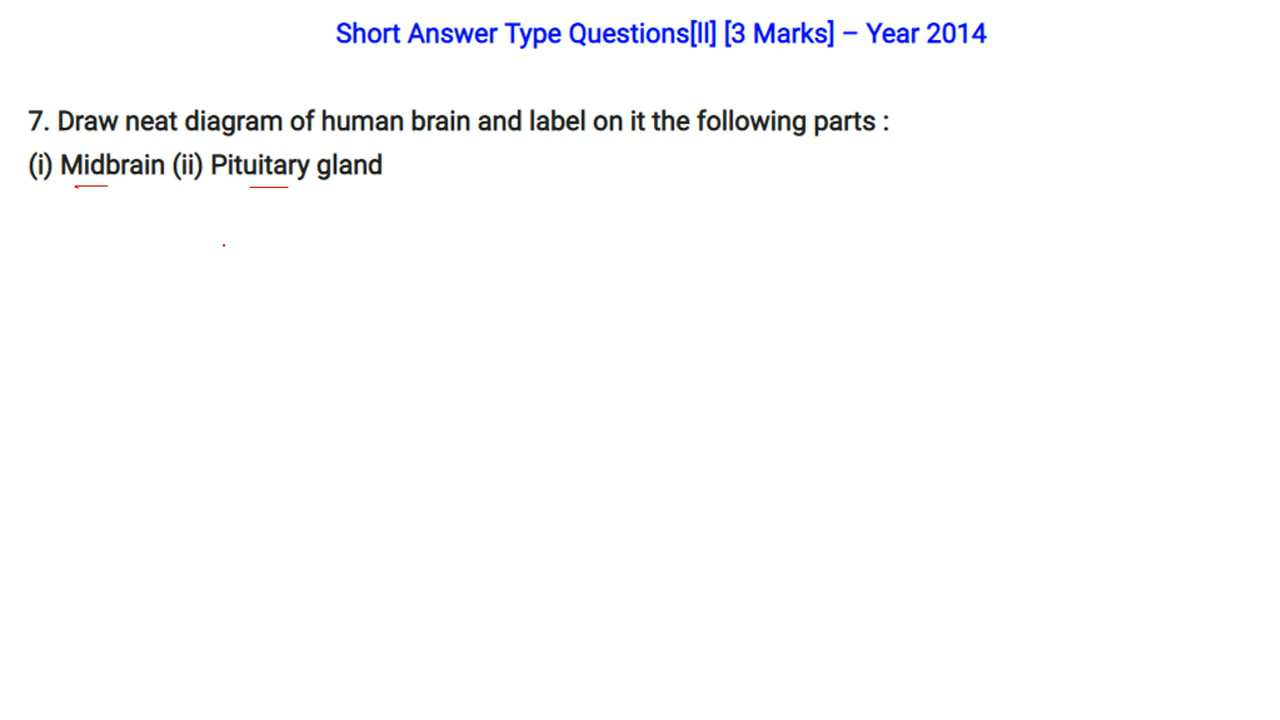 Short Answer Type Questions[II] [3 Marks] – Year 2014
7. Draw neat diagram of human brain and label on it the following parts :
(i) Midbrain (ii) Pituitary gland